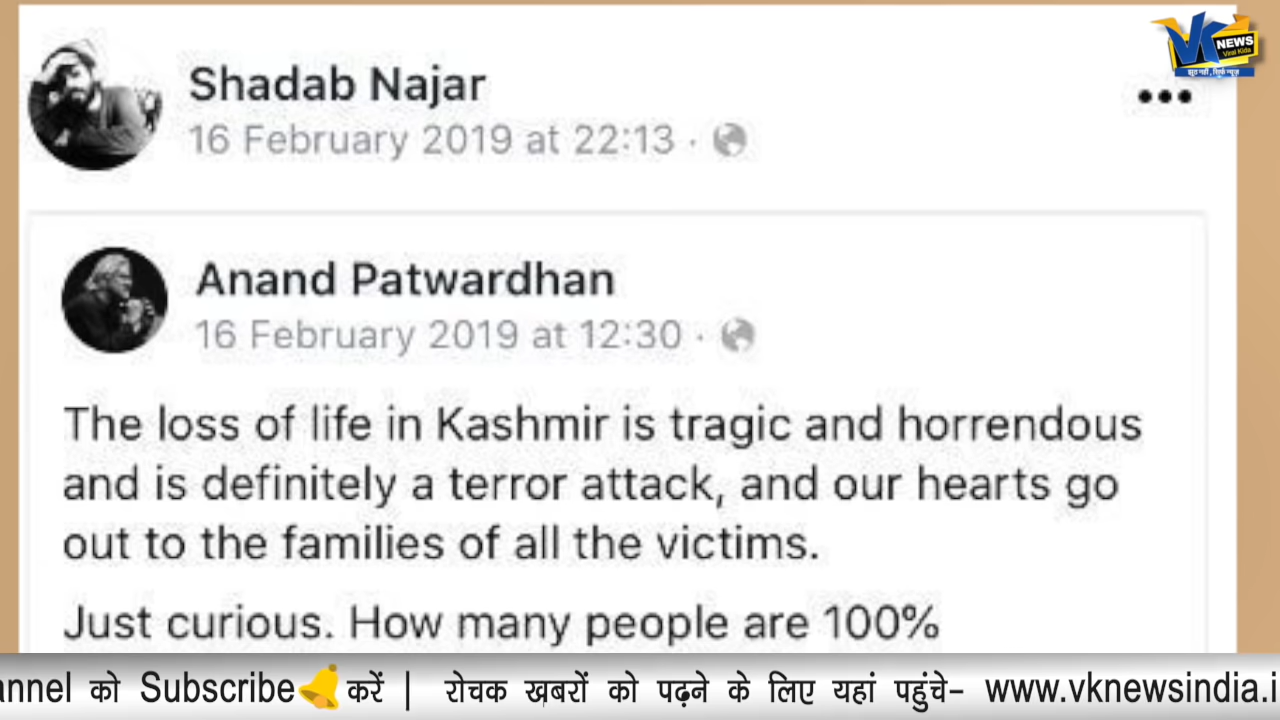 VK
NEWS
Viral Kida
झूठ नहीं, सिर्फ न्यूज़
Shadab Najar
16 February 2019 at 22:13 ·
Anand Patwardhan
16 February 2019 at 12:30 ·
The loss of life in Kashmir is tragic and horrendous
and is definitely a terror attack, and our hearts go
out to the families of all the victims.
Just curious. How many people are 100%
annel को Subscribe करें | रोचक ख़बरों को पढ़ने के लिए यहां पहुंचे– www.vknewsindia.i